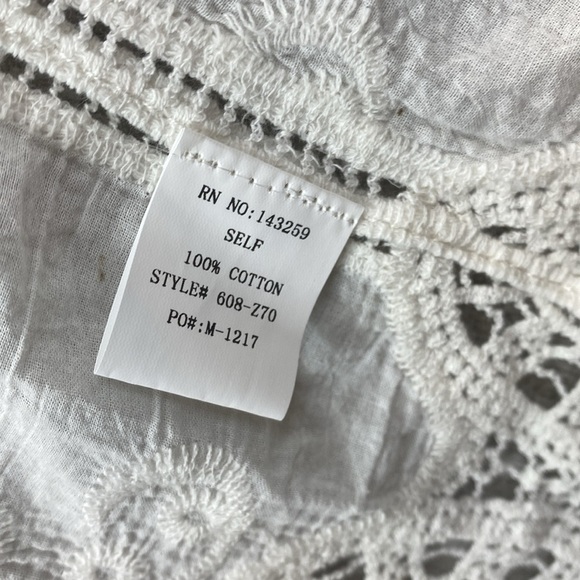 RN NO:143259
SELF
100% COTTON
STYLE# 608-Z70
PO#:M-1217